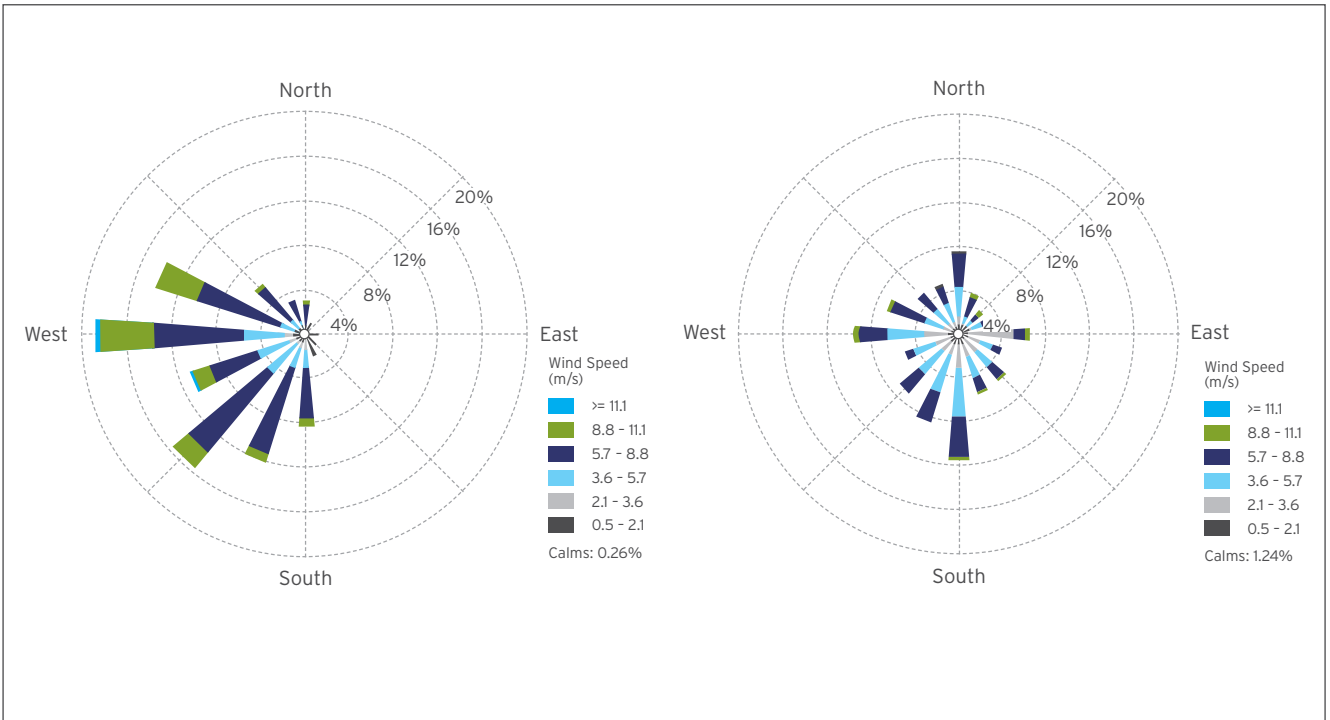 North
20%
16%
12%
8%
4%
West
East
South
Wind Speed
(m/s)
>= 11.1
8.8 - 11.1
5.7 - 8.8
3.6 - 5.7
2.1 - 3.6
0.5 - 2.1
Calms: 0.26%
North
20%
16%
12%
8%
4%
West
East
South
Wind Speed
(m/s)
>= 11.1
8.8 - 11.1
5.7 - 8.8
3.6 - 5.7
2.1 - 3.6
0.5 - 2.1
Calms: 1.24%